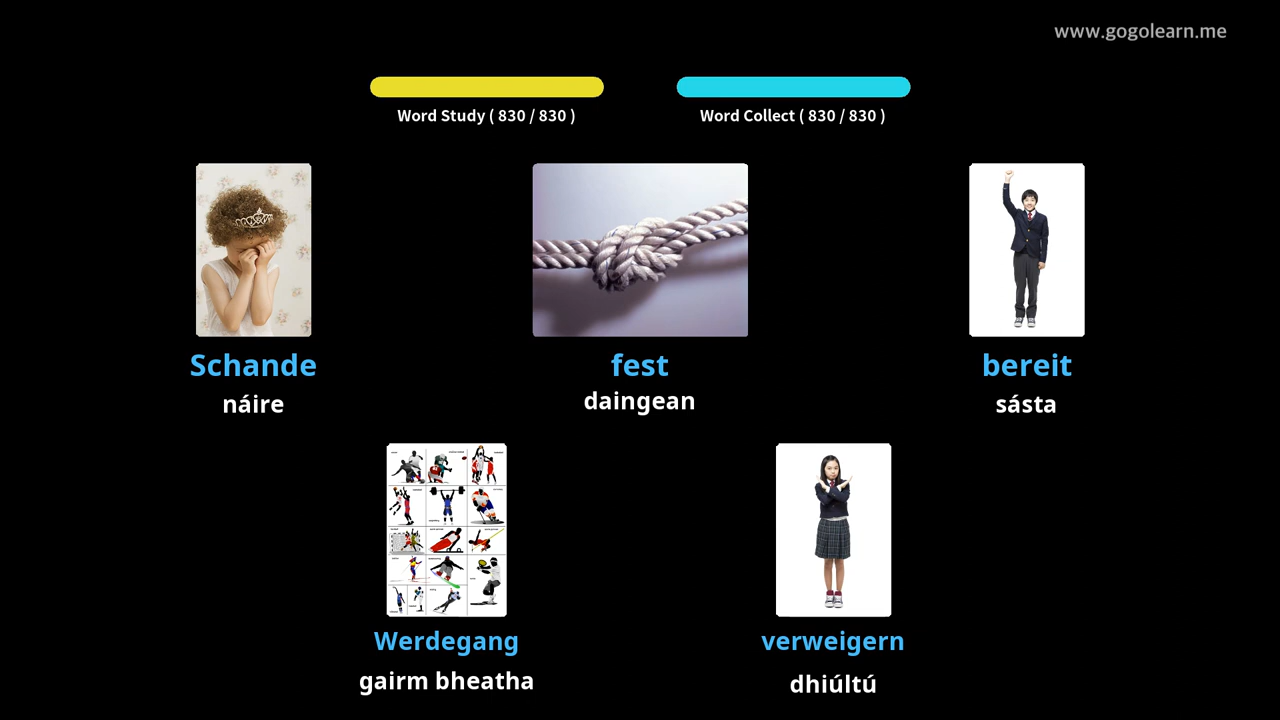 www.gogolearn.me
Word Study ( 830 / 830 )
Word Collect ( 830 / 830 )
Schande
fest
bereit
náire
daingean
sásta
Werdegang
verweigern
gairm bheatha
dhiúltú